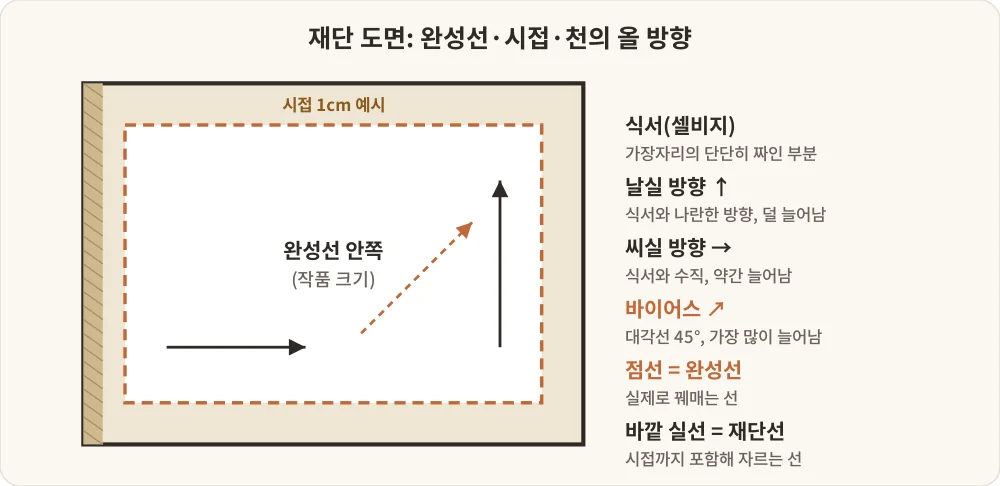 재단 도면: 완성선·시접·천의 올 방향
시접 1cm 예시
완성선 안쪽
(작품 크기)
식서(셀비지)
가장자리의 단단히 짜인 부분
날실 방향 ↑
식서와 나란한 방향, 덜 늘어남
씨실 방향 →
식서와 수직, 약간 늘어남
바이어스 ↗
대각선 45°, 가장 많이 늘어남
점선 = 완성선
실제로 꿰매는 선
바깥 실선 = 재단선
시접까지 포함해 자르는 선